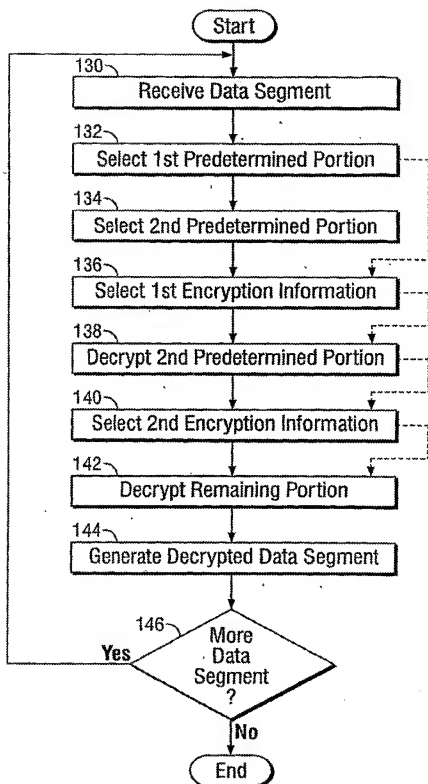 Start
130
Receive Data Segment
132
Select 1st Predetermined Portion
134
Select 2nd Predetermined Portion
136
Select 1st Encryption Information
138
Decrypt 2nd Predetermined Portion
140
Select 2nd Encryption Information
142
Decrypt Remaining Portion
144
Generate Decrypted Data Segment
146
Yes
More
Data
Segment
?
No
End